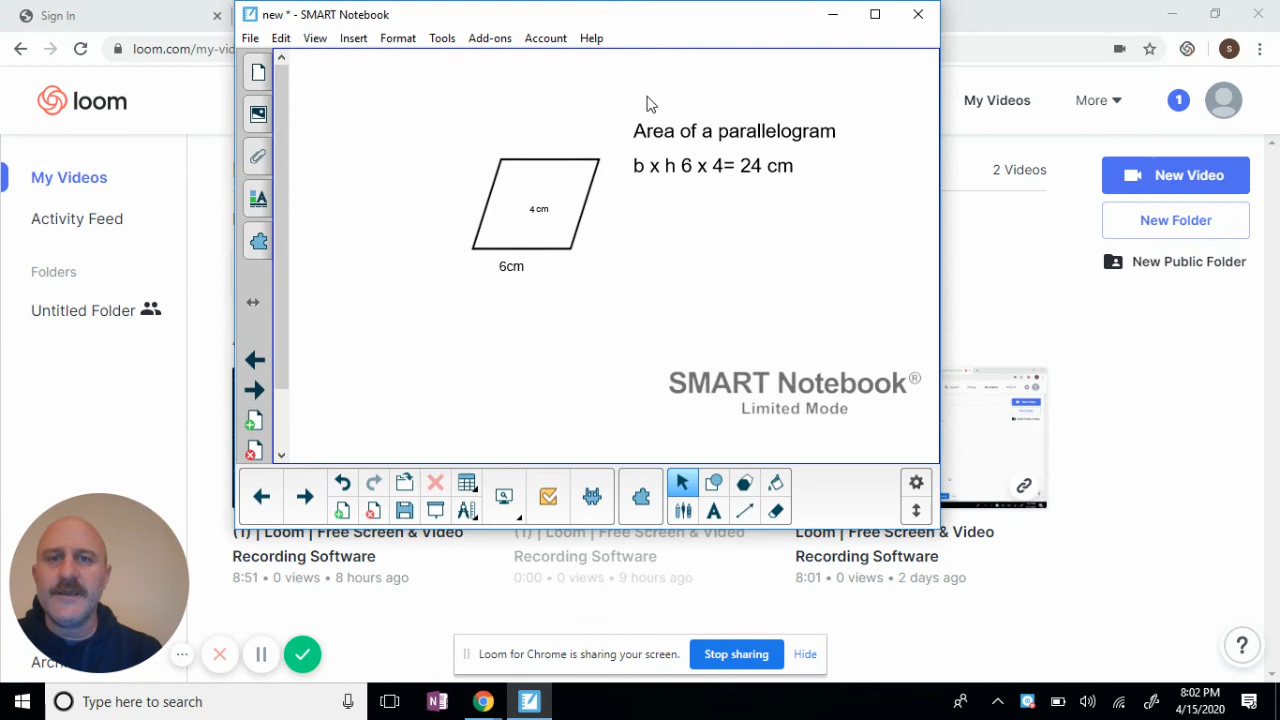 Sign In
new * - SMART Notebook
loom.com/my-vid
S
File Edit View Insert Format Tools Add-ons Account Help
loom
My Videos More 1
Area of a parallelogram
b x h 6 x 4= 24 cm
4 cm
6cm
My Videos
Activity Feed
Folders
Untitled Folder
2 Videos
New Video
New Folder
New Public Folder
SMART Notebook®
Limited Mode
(1) | Loom | Free Screen & Video
Recording Software
8:51 • 0 views • 8 hours ago
(1) | Loom | Free Screen & Video
Recording Software
0:00 • 0 views • 9 hours ago
Loom | Free Screen & Video
Recording Software
8:01 • 0 views • 2 days ago
Arc
Loom for Chrome is sharing your screen. Stop sharing Hide
?
Type here to search
8:02 PM
4/15/2020